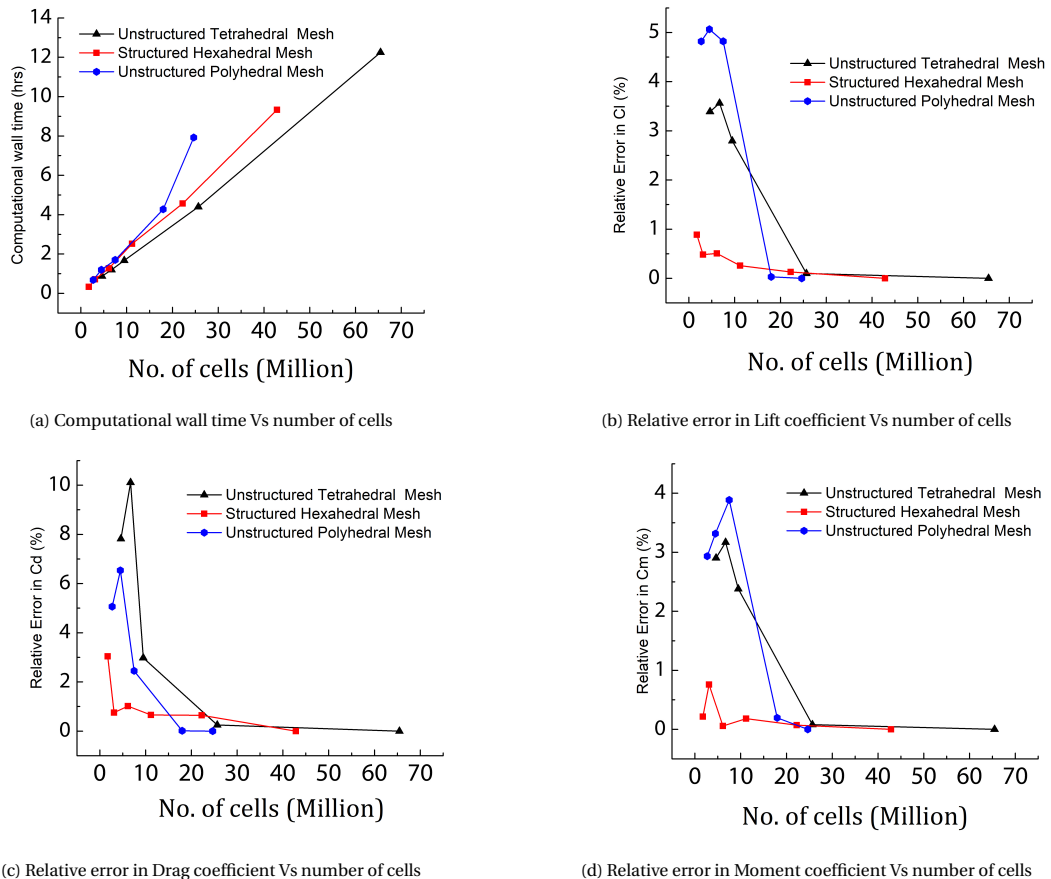 14
12
10
8
6
4
2
0
Computational wall time (hrs)
Unstructured Tetrahedral Mesh
Structured Hexahedral Mesh
Unstructured Polyhedral Mesh
0 10 20 30 40 50 60 70
No. of cells (Million)
(a) Computational wall time Vs number of cells
5
4
3
2
1
0
Relative Error in Cl (%)
Unstructured Tetrahedral Mesh
Structured Hexahedral Mesh
Unstructured Polyhedral Mesh
0 10 20 30 40 50 60 70
No. of cells (Million)
(b) Relative error in Lift coefficient Vs number of cells
10
8
6
4
2
0
Relative Error in Cd (%)
Unstructured Tetrahedral Mesh
Structured Hexahedral Mesh
Unstructured Polyhedral Mesh
0 10 20 30 40 50 60 70
No. of cells (Million)
(c) Relative error in Drag coefficient Vs number of cells
4
3
2
1
0
Relative Error in Cm (%)
Unstructured Tetrahedral Mesh
Structured Hexahedral Mesh
Unstructured Polyhedral Mesh
0 10 20 30 40 50 60 70
No. of cells (Million)
(d) Relative error in Moment coefficient Vs number of cells